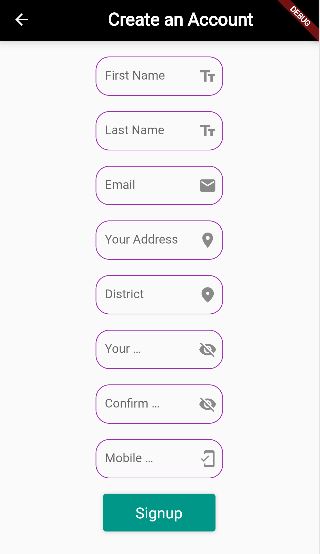 Create an Account
DEBUG
First Name
Last Name
Email
Your Address
District
Your ...
Confirm ...
Mobile ...
Signup